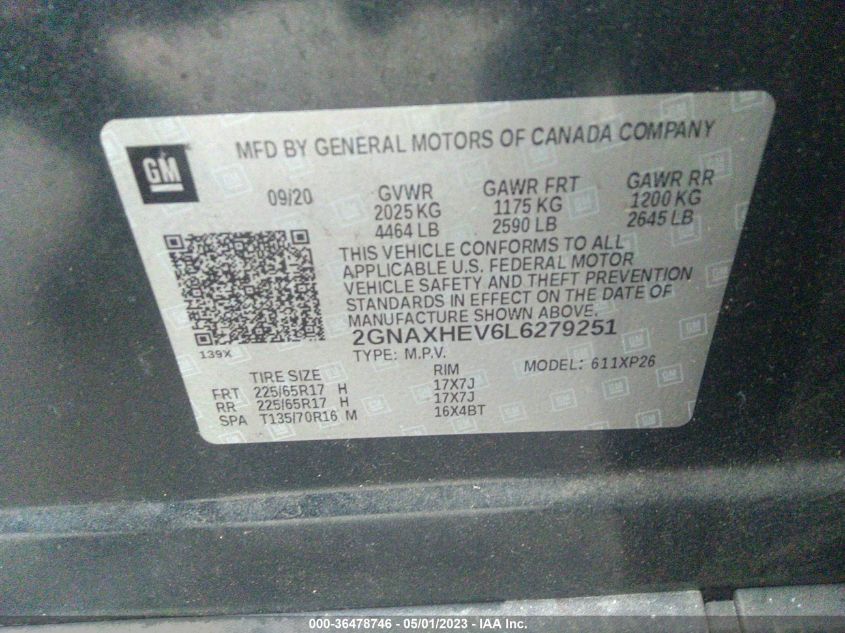 GM
MFD BY GENERAL MOTORS OF CANADA COMPANY
09/20 GVWR GAWR FRT GAWR RR
2025 KG 1175 KG 1200 KG
4464 LB 2590 LB 2645 LB
THIS VEHICLE CONFORMS TO ALL
APPLICABLE U.S. FEDERAL MOTOR
VEHICLE SAFETY AND THEFT PREVENTION
STANDARDS IN EFFECT ON THE DATE OF
MANUFACTURE SHOWN ABOVE.
2GNAXHEV6L6279251
139X
TYPE: M.P.V. MODEL: 611XP26
TIRE SIZE RIM
FRT 225/65R17 H 17X7J
RR 225/65R17 H 17X7J
SPA T135/70R16 M 16X4BT
000-36478746 — 05/01/2023 — IAA Inc.